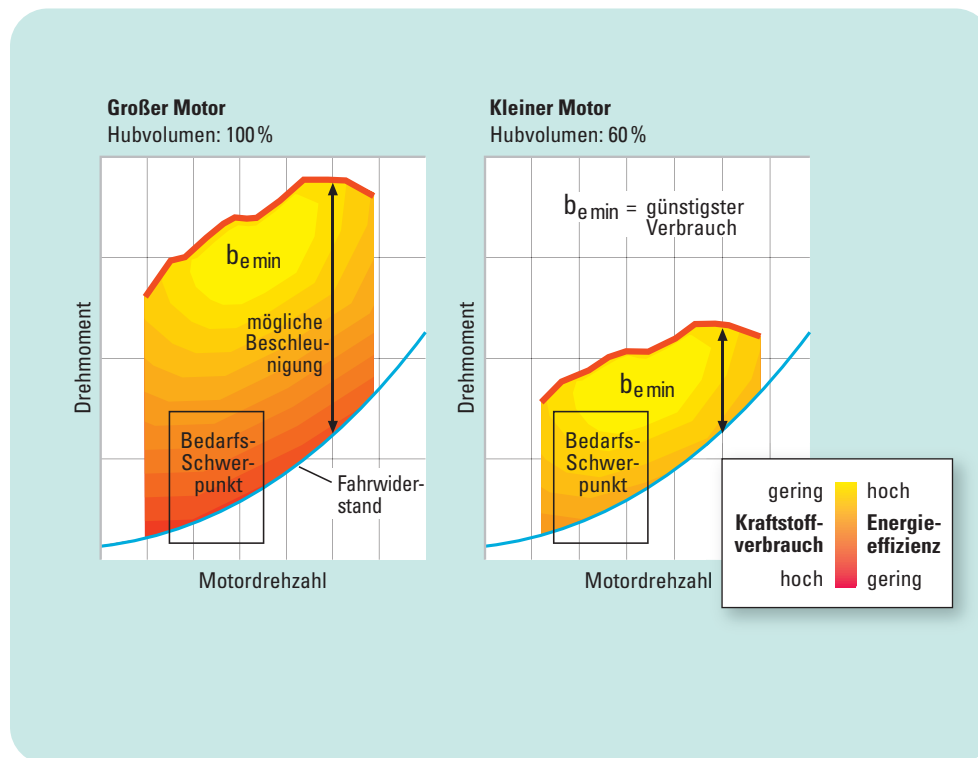 Großer Motor
Hubvolumen: 100 %
Drehmoment
b e min
mögliche
Beschleu-
nigung
Bedarfs-
Schwer-
punkt
Fahrwider-
stand
Motordrehzahl
Kleiner Motor
Hubvolumen: 60 %
Drehmoment
b e min = günstigster
Verbrauch
b e min
Bedarfs-
Schwer-
punkt
Motordrehzahl
gering hoch
Kraftstoff- Energie-
verbrauch effizienz
hoch gering